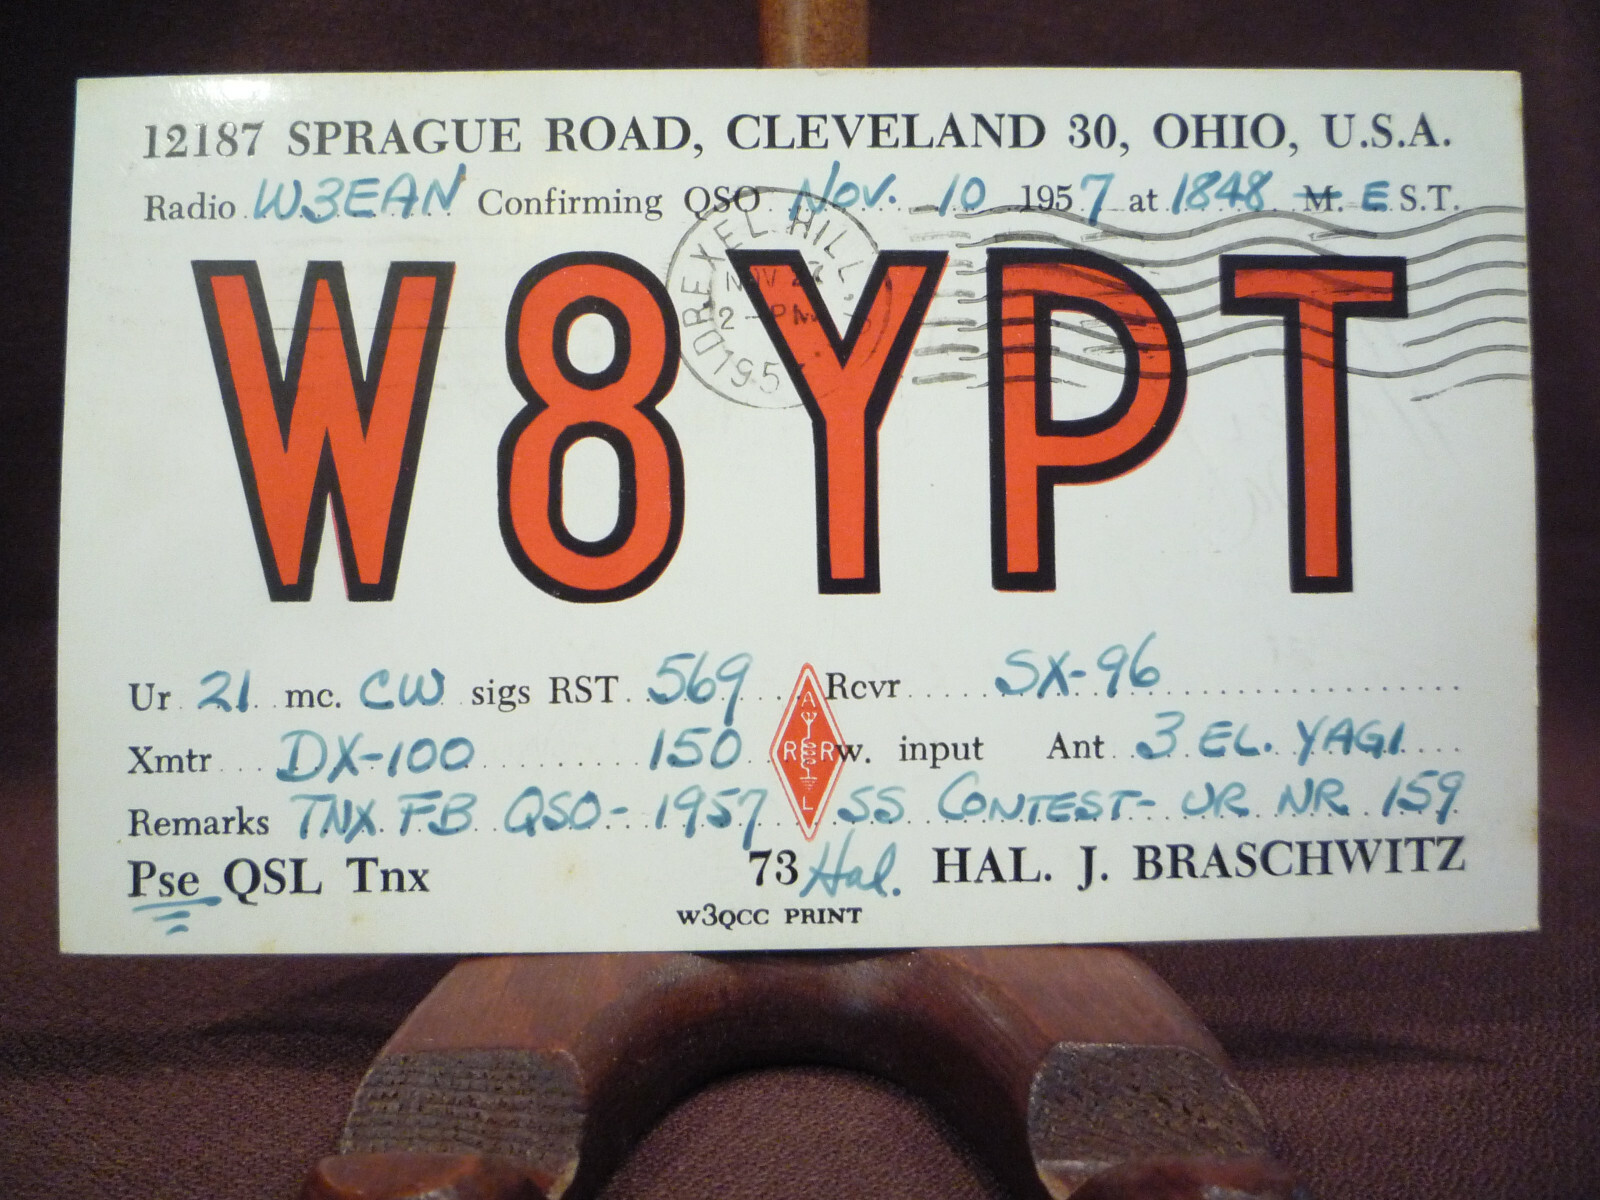 12187 SPRAGUE ROAD, CLEVELAND 30, OHIO, U.S.A.
Radio W3EAN Confirming QSO Nov. 10 1957 at 1848 M. E S.T.
DREXEL HILL,
NOV 27
2 - PM
195
W8YPT
Ur 21 mc. CW sigs RST 569 Rcvr SX-96
Xmtr DX-100 150 w. input Ant 3 EL. YAGI
ARRL
Remarks TNX FB QSO - 1957 SS CONTEST - UR NR 159
Pse QSL Tnx 73 Hal. HAL. J. BRASCHWITZ
W3QCC PRINT